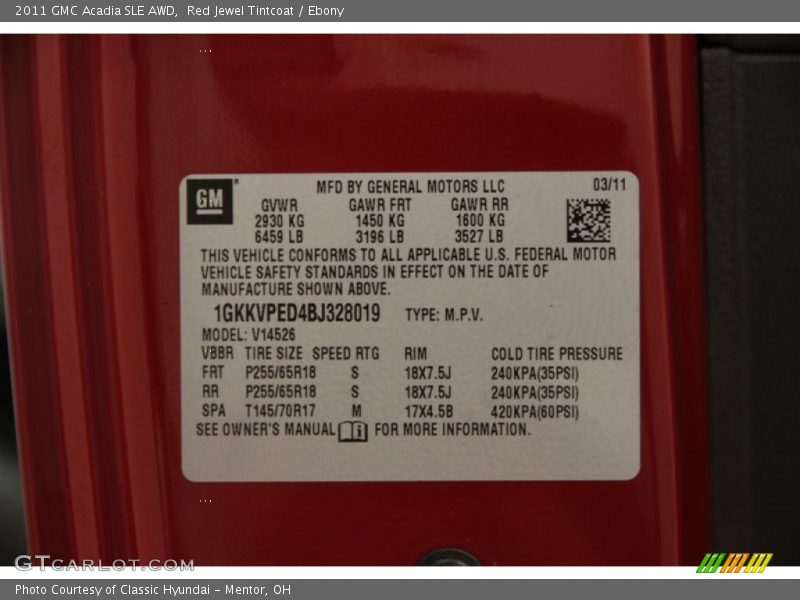 2011 GMC Acadia SLE AWD,  Red Jewel Tintcoat / Ebony
GM
MFD BY GENERAL MOTORS LLC 03/11
GVWR GAWR FRT GAWR RR
2930 KG 1450 KG 1600 KG
6459 LB 3196 LB 3527 LB
THIS VEHICLE CONFORMS TO ALL APPLICABLE U.S. FEDERAL MOTOR
VEHICLE SAFETY STANDARDS IN EFFECT ON THE DATE OF
MANUFACTURE SHOWN ABOVE.
1GKKVPED4BJ328019 TYPE: M.P.V.
MODEL: V14526
VBBR TIRE SIZE SPEED RTG RIM COLD TIRE PRESSURE
FRT P255/65R18 S 18X7.5J 240KPA(35PSI)
RR P255/65R18 S 18X7.5J 240KPA(35PSI)
SPA T145/70R17 M 17X4.5B 420KPA(60PSI)
SEE OWNER'S MANUAL FOR MORE INFORMATION.
GTCARLOT.COM
Photo Courtesy of Classic Hyundai - Mentor, OH